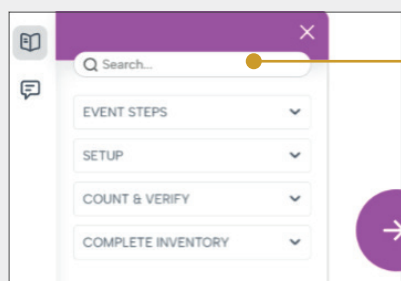 Search...
EVENT STEPS
SETUP
COUNT & VERIFY
COMPLETE INVENTORY